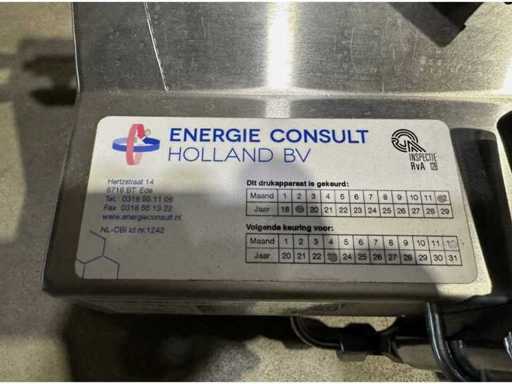 ENERGIE CONSULT
HOLLAND BV
INSPECTIE
RvA
Hertzstraat 14
6716 BT Ede
Tel. 0318 55 11 06
Fax 0318 55 13 22
www.energieconsult.nl
NL-CBI id nr.1242
Dit drukapparaat is gekeurd:
Maand 1 2 3 4 5 6 7 8 9 10 11
Jaar 18 20 21 22 23 24 25 26 27 28 29
Volgende keuring voor:
Maand 1 2 3 4 5 6 7 8 9 10 11
Jaar 20 21 22 23 25 26 27 28 29 30 31